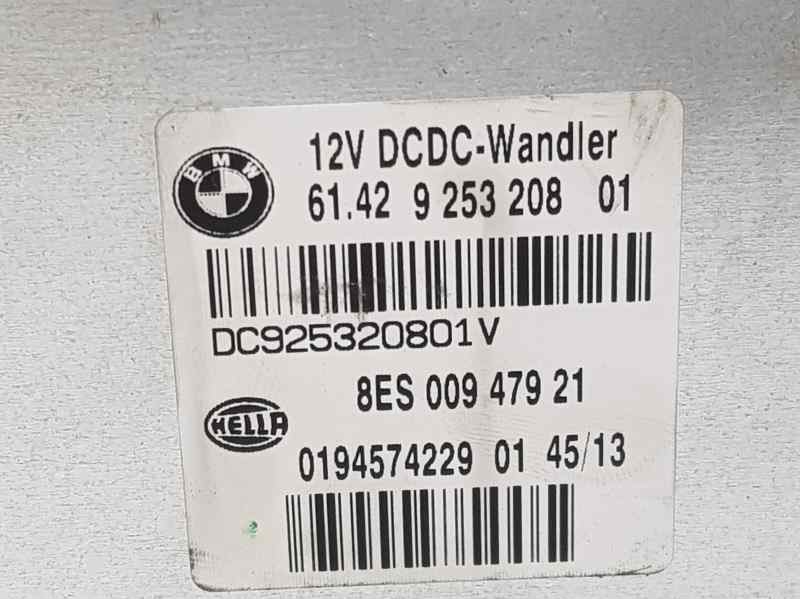 BMW
12V DCDC-Wandler
61.42 9 253 208 01
DC925320801V
8ES 009 479 21
HELLA
0194574229 01 45/13